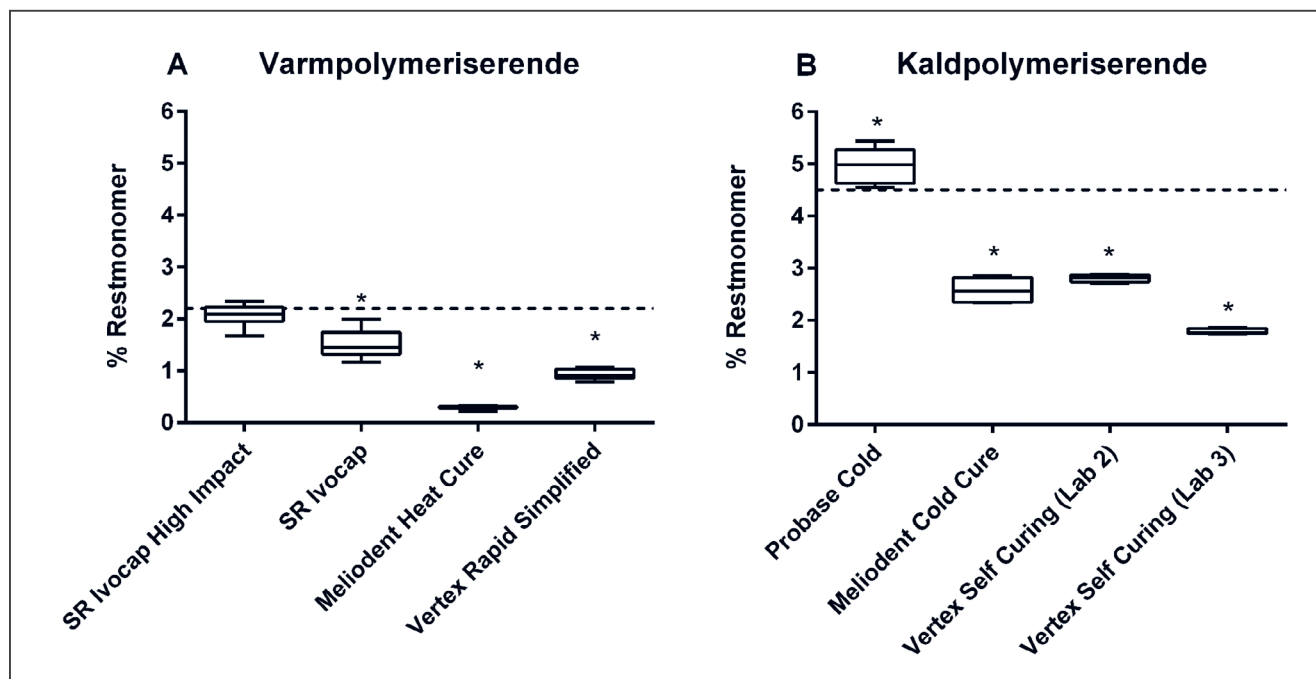 A Varmpolymeriserende
% Restmonomer
6
5
4
3
2
1
0
*
*
*
SR Ivocap High Impact
SR Ivocap
Meliodent Heat Cure
Vertex Rapid Simplified
B Kaldpolymeriserende
% Restmonomer
6
5
4
3
2
1
0
*
*
*
*
Probase Cold
Meliodent Cold Cure
Vertex Self Curing (Lab 2)
Vertex Self Curing (Lab 3)